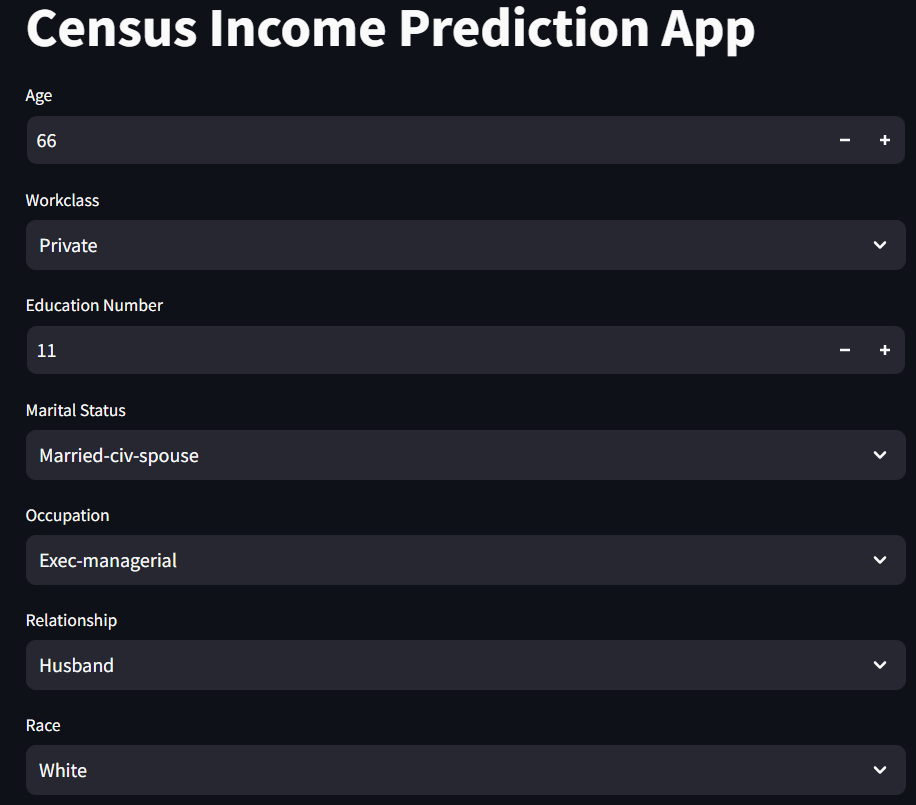 Census Income Prediction App
Age
66
Workclass
Private
Education Number
11
Marital Status
Married-civ-spouse
Occupation
Exec-managerial
Relationship
Husband
Race
White